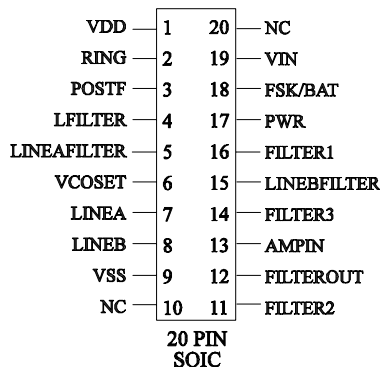 VDD 1 20 NC
RING 2 19 VIN
POSTF 3 18 FSK/BAT
LFILTER 4 17 PWR
LINEAFILTER 5 16 FILTER1
VCOSET 6 15 LINEBFILTER
LINEA 7 14 FILTER3
LINEB 8 13 AMPIN
VSS 9 12 FILTEROUT
NC 10 11 FILTER2
20 PIN
SOIC